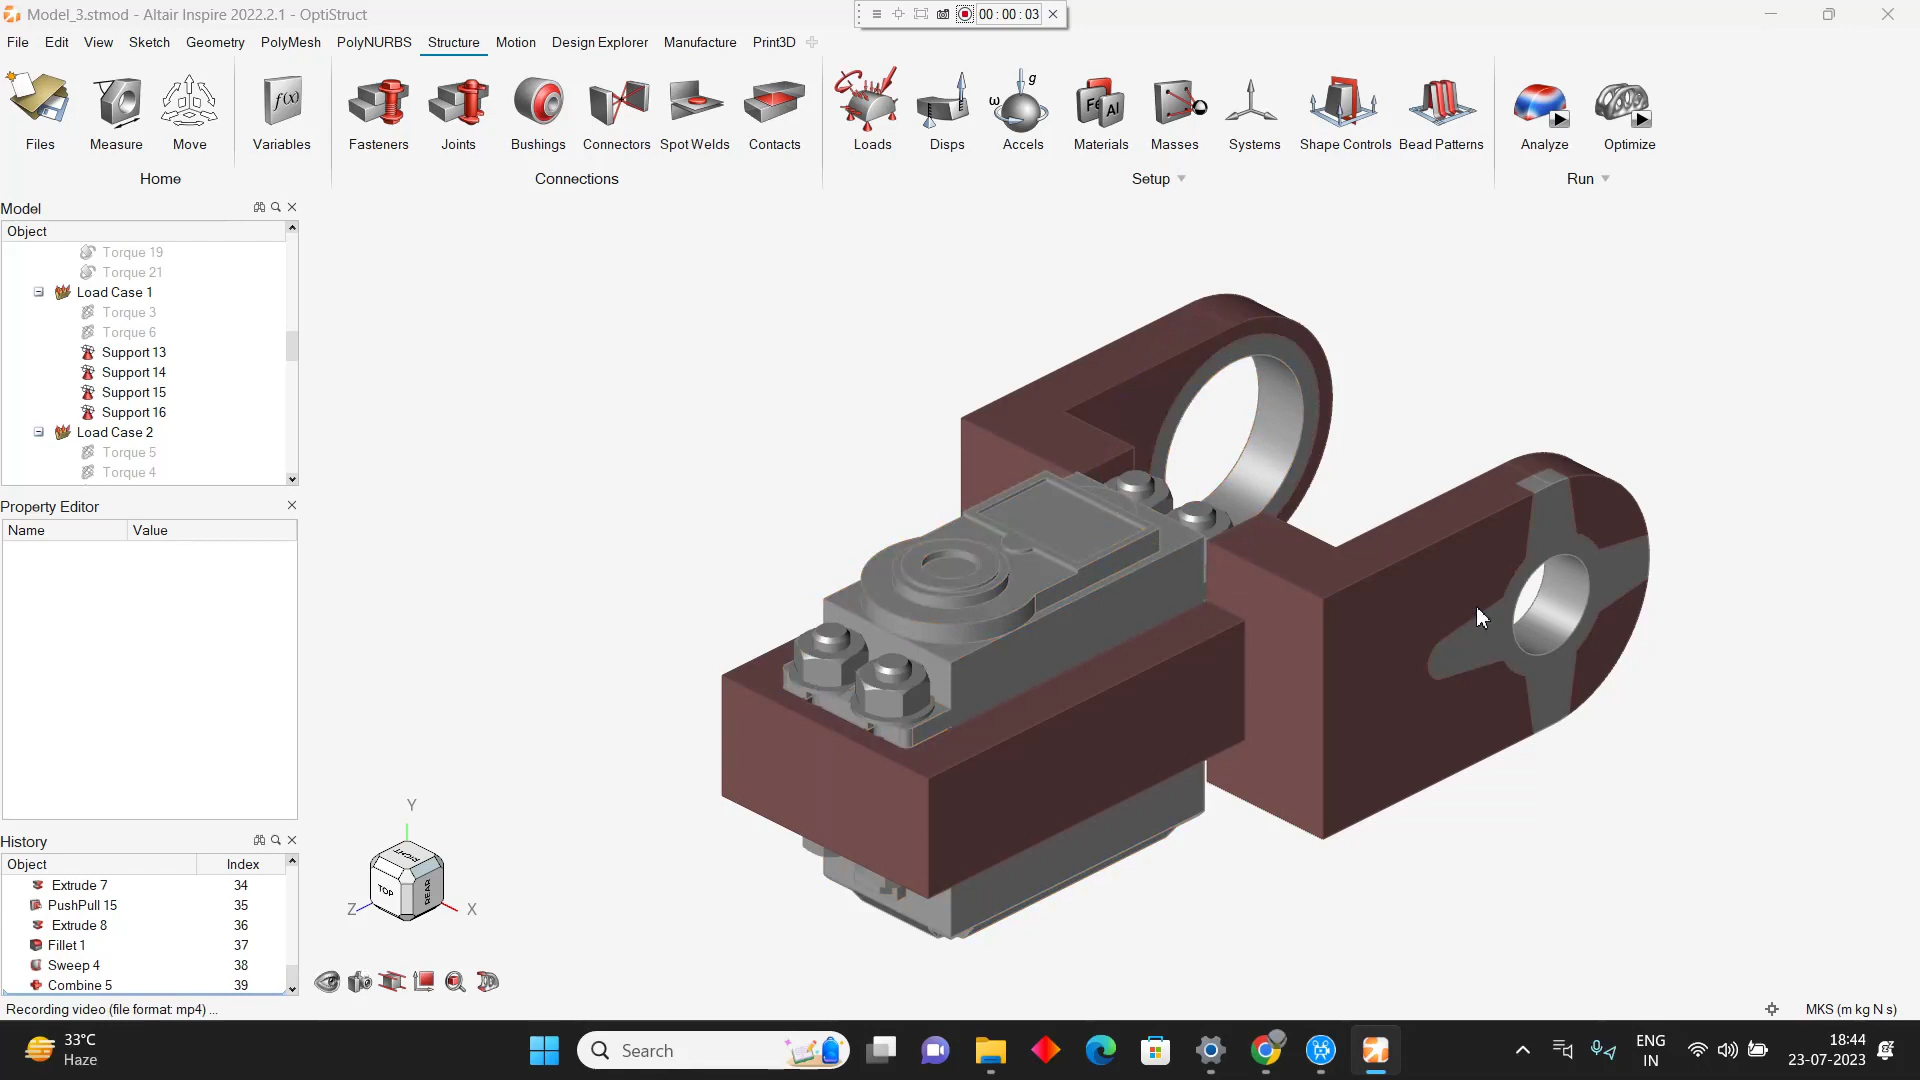 Model_3.stmod - Altair Inspire 2022.2.1 - OptiStruct
00 : 00 : 03
File Edit View Sketch Geometry PolyMesh PolyNURBS Structure Motion Design Explorer Manufacture Print3D
f(x)
g
ω
Fe
Al
Files Measure Move Variables Fasteners Joints Bushings Connectors Spot Welds Contacts Loads Disps Accels Materials Masses Systems Shape Controls Bead Patterns Analyze Optimize
Home Connections Setup Run
Model
Object
Torque 19
Torque 21
Load Case 1
Torque 3
Torque 6
Support 13
Support 14
Support 15
Support 16
Load Case 2
Torque 5
Torque 4
Property Editor
Name Value
History
Object Index
Extrude 7 34
PushPull 15 35
Extrude 8 36
Fillet 1 37
Sweep 4 38
Combine 5 39
Y
RIGHT
TOP
REAR
Z
X
Recording video (file format: mp4) ...
MKS (m kg N s)
33°C
Haze
Search
ENG
IN
18:44
23-07-2023